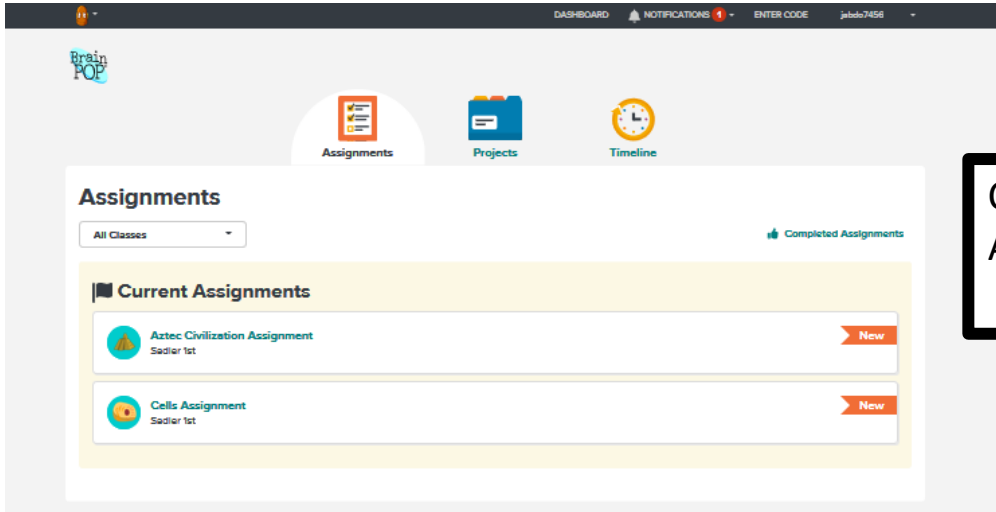 DASHBOARD NOTIFICATIONS 1 ENTER CODE jabdo7456
Brain
POP
Assignments Projects Timeline
Assignments
All Classes
Completed Assignments
Current Assignments
Aztec Civilization Assignment
New
Sadler 1st
Cells Assignment
New
Sadler 1st
A